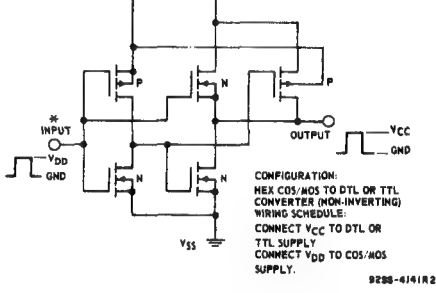 P
N
P
*
INPUT
OUTPUT
VCC
GND
VDD
GND
N
N
VSS
CONFIGURATION:
HEX COS/MOS TO DTL OR TTL
CONVERTER (NON-INVERTING)
WIRING SCHEDULE:
CONNECT VCC TO DTL OR
TTL SUPPLY
CONNECT VDD TO COS/MOS
SUPPLY.
92SS-4141R2